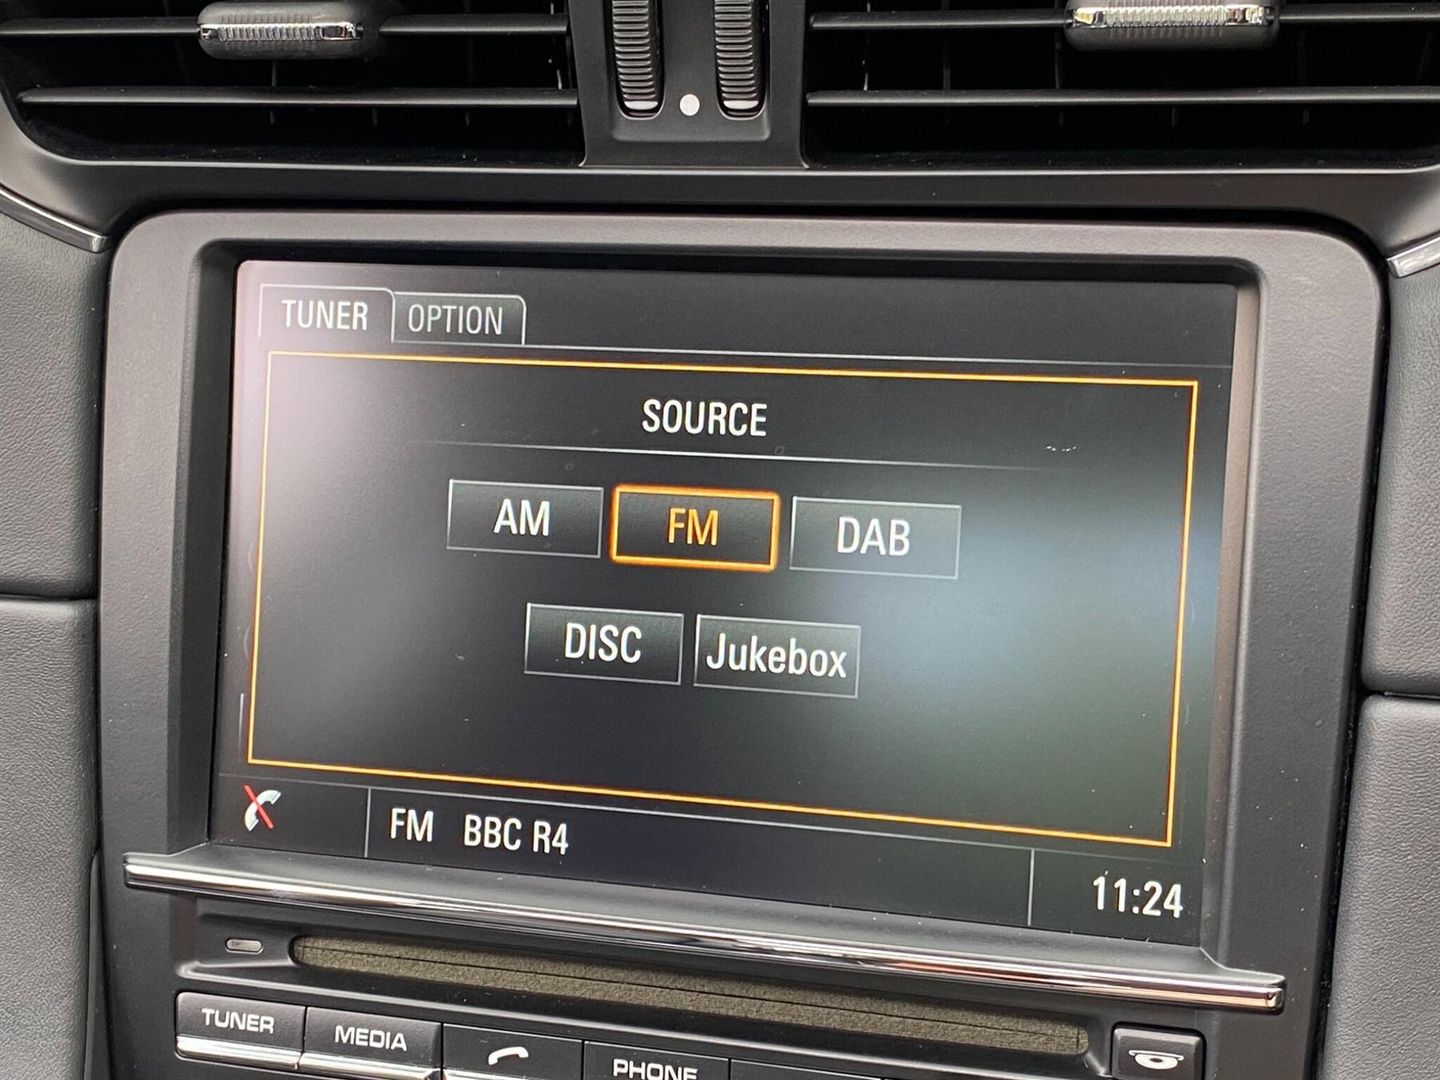 TUNER OPTION
SOURCE
AM FM DAB
DISC Jukebox
FM BBC R4
11:24
TUNER MEDIA PHONE